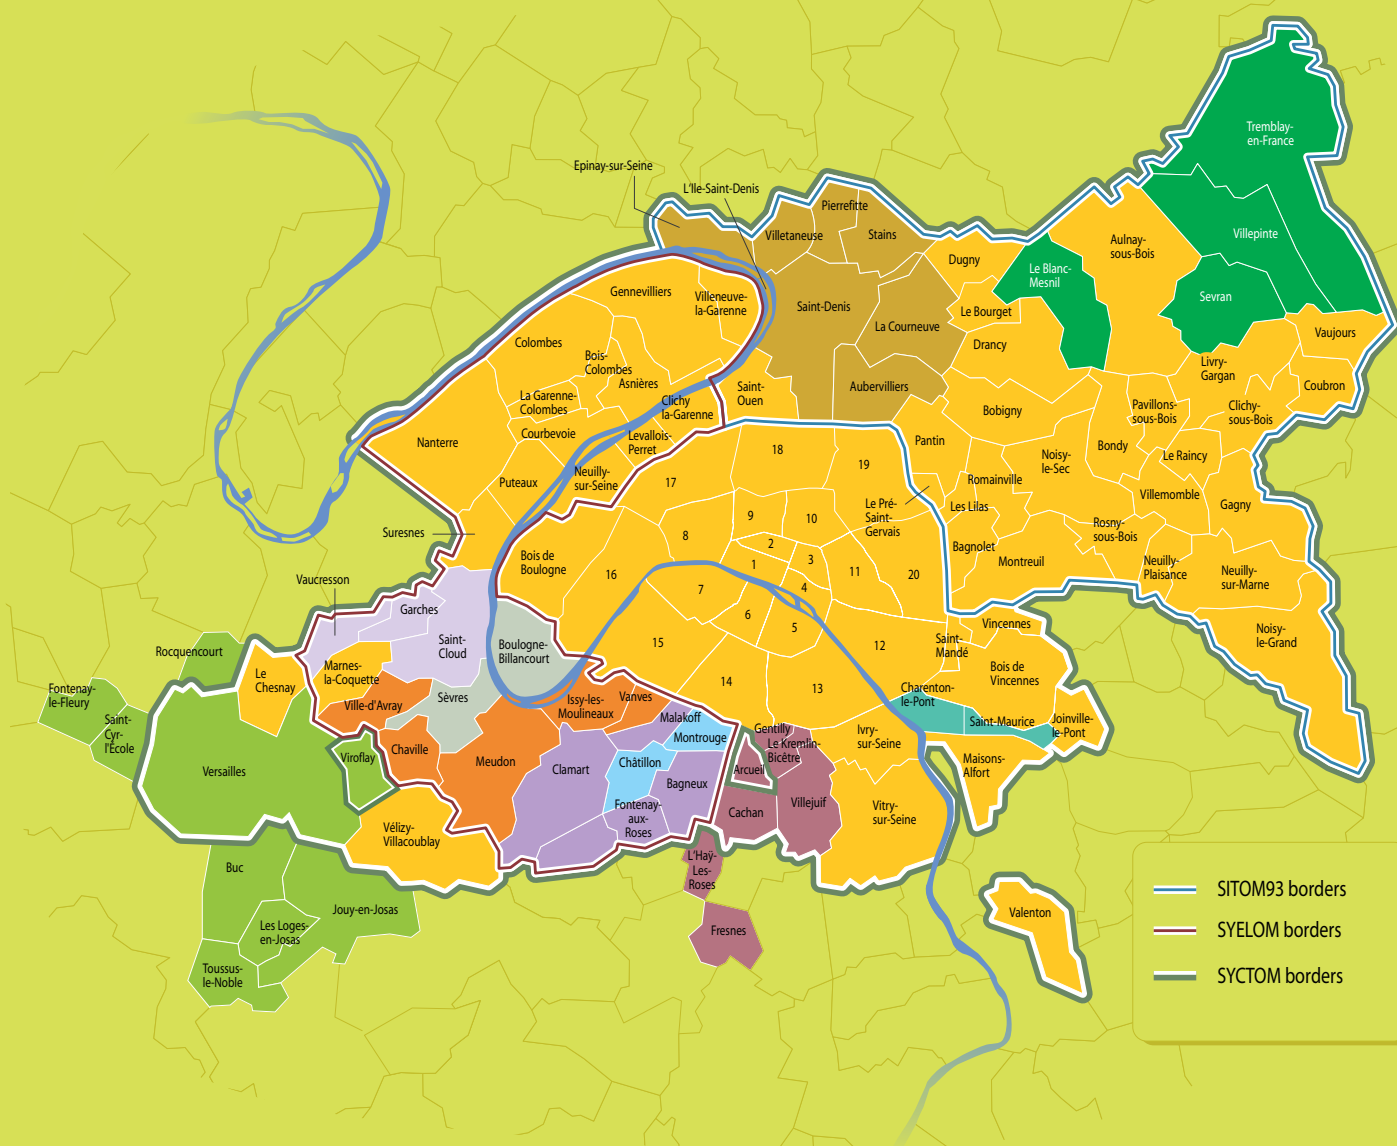 Tremblay-
en-France
Epinay-sur-Seine
L'Ile-Saint-Denis
Pierrefitte
Villetaneuse
Stains
Villepinte
Aulnay-
sous-Bois
Dugny
Le Blanc-
Mesnil
Sevran
Gennevilliers
Villeneuve-
la-Garenne
Saint-Denis
Le Bourget
La Courneuve
Vaujours
Colombes
Drancy
Bois-
Colombes
Asnières
Livry-
Gargan
Coubron
La Garenne-
Colombes
Clichy
la-Garenne
Saint-
Ouen
Aubervilliers
Bobigny
Pavillons-
sous-Bois
Clichy-
sous-Bois
Nanterre
Courbevoie
Levallois-
Perret
18
19
Pantin
Noisy-
le-Sec
Bondy
Le Raincy
Puteaux
Neuilly-
sur-Seine
17
Romainville
Villemomble
Gagny
Le Pré-
Saint-
Gervais
Les Lilas
9
10
Suresnes
8
2
Rosny-
sous-Bois
Bagnolet
Montreuil
Bois de
Boulogne
16
1
3
11
20
Neuilly-
Plaisance
Neuilly-
sur-Marne
Vaucresson
7
4
6
5
Garches
Saint-
Cloud
Boulogne-
Billancourt
15
12
Saint-
Mandé
Vincennes
Noisy-
le-Grand
Rocquencourt
Le
Chesnay
Marnes-
la-Coquette
Bois de
Vincennes
Fontenay-
le-Fleury
Saint-
Cyr-
l'École
Ville-d'Avray
Sèvres
Issy-les-
Moulineaux
Vanves
14
13
Charenton-
le-Pont
Malakoff
Montrouge
Gentilly
Le Kremlin-
Bicêtre
Ivry-
sur-Seine
Saint-Maurice
Joinville-
le-Pont
Versailles
Viroflay
Chaville
Meudon
Clamart
Châtillon
Bagneux
Arcueil
Maisons-
Alfort
Fontenay-
aux-
Roses
Cachan
Villejuif
Vitry-
sur-Seine
Vélizy-
Villacoublay
Buc
L'Haÿ-
Les-
Roses
Jouy-en-Josas
Les Loges-
en-Josas
Fresnes
Valenton
Toussus-
le-Noble
SITOM93 borders
SYELOM borders
SYCTOM borders